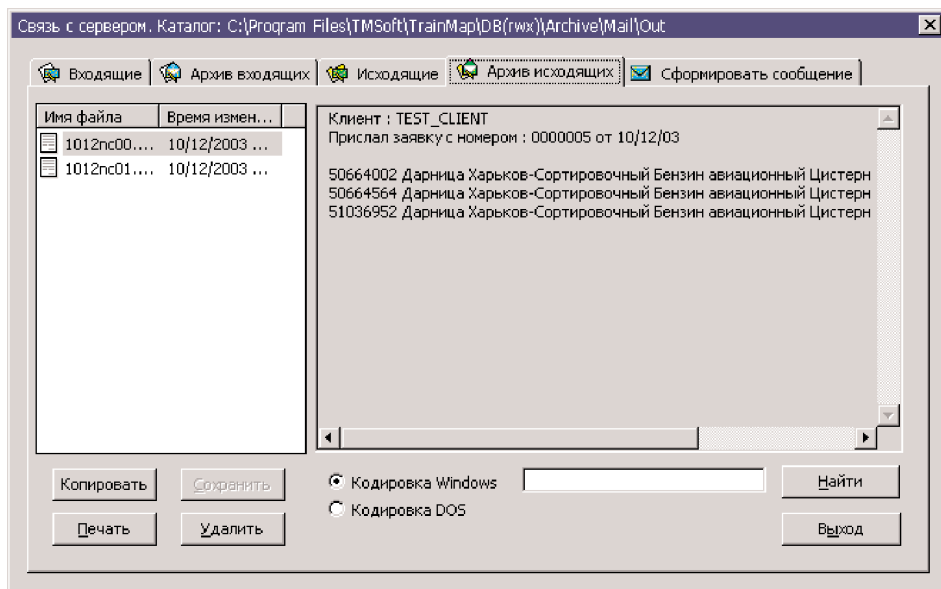 Связь с сервером. Каталог: C:\Program Files\TMSoft\TrainMap\DB(rwx)\Archive\Mail\Out
Входящие Архив входящих Исходящие Архив исходящих Сформировать сообщение
Имя файла Время измен...
1012nc00.... 10/12/2003 ...
1012nc01.... 10/12/2003 ...
Клиент : TEST_CLIENT
Прислал заявку с номером : 0000005 от 10/12/03
50664002 Дарница Харьков-Сортировочный Бензин авиационный Цистерн
50664564 Дарница Харьков-Сортировочный Бензин авиационный Цистерн
51036952 Дарница Харьков-Сортировочный Бензин авиационный Цистерн
Копировать Сохранить Кодировка Windows Найти
Кодировка DOS
Печать Удалить Выход